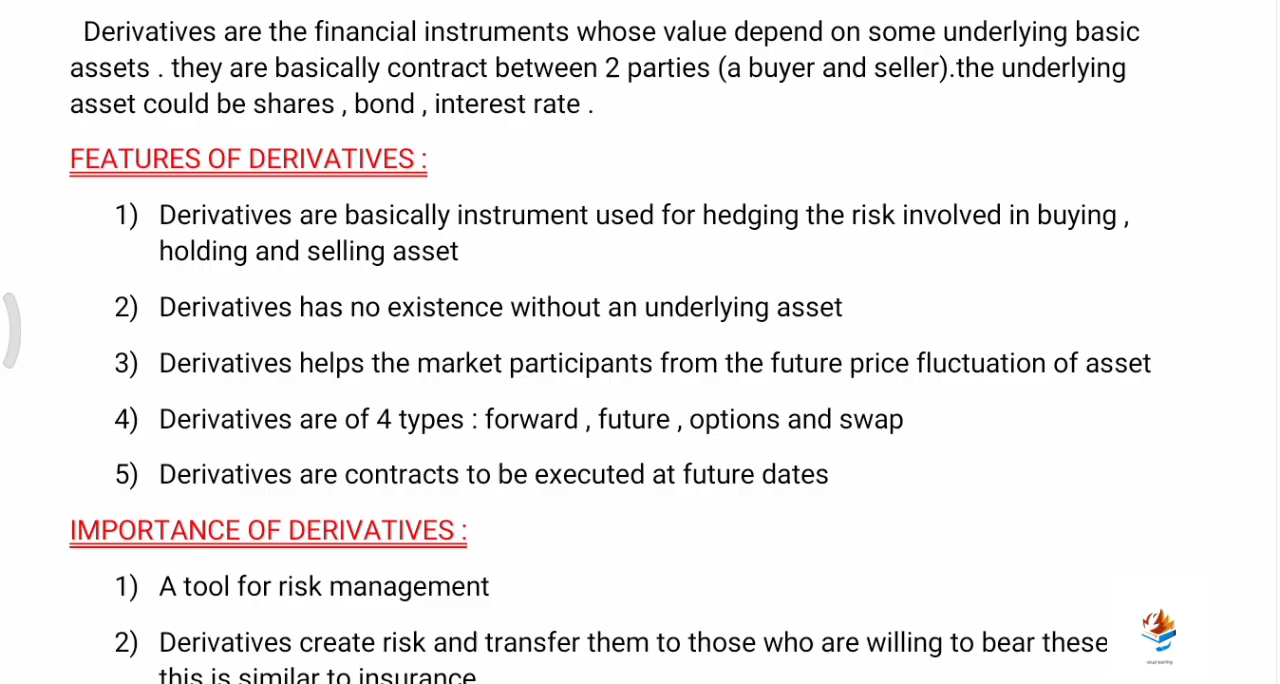 Derivatives are the financial instruments whose value depend on some underlying basic
assets . they are basically contract between 2 parties (a buyer and seller).the underlying
asset could be shares , bond , interest rate .
FEATURES OF DERIVATIVES :
1) Derivatives are basically instrument used for hedging the risk involved in buying ,
holding and selling asset
2) Derivatives has no existence without an underlying asset
3) Derivatives helps the market participants from the future price fluctuation of asset
4) Derivatives are of 4 types : forward , future , options and swap
5) Derivatives are contracts to be executed at future dates
IMPORTANCE OF DERIVATIVES :
1) A tool for risk management
2) Derivatives create risk and transfer them to those who are willing to bear these
this is similar to insurance